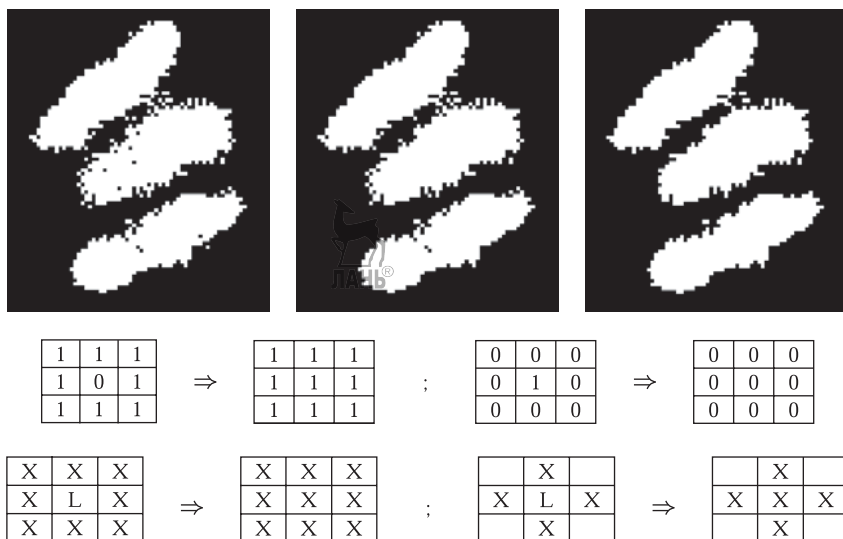 ЛАНЬ®
1 1 1 1 1 1 0 0 0 0 0 0
1 0 1 ⇒ 1 1 1 ; 0 1 0 ⇒ 0 0 0
1 1 1 1 1 1 0 0 0 0 0 0
X X X X X X X X
X L X ⇒ X X X ; X L X ⇒ X X X
X X X X X X X X